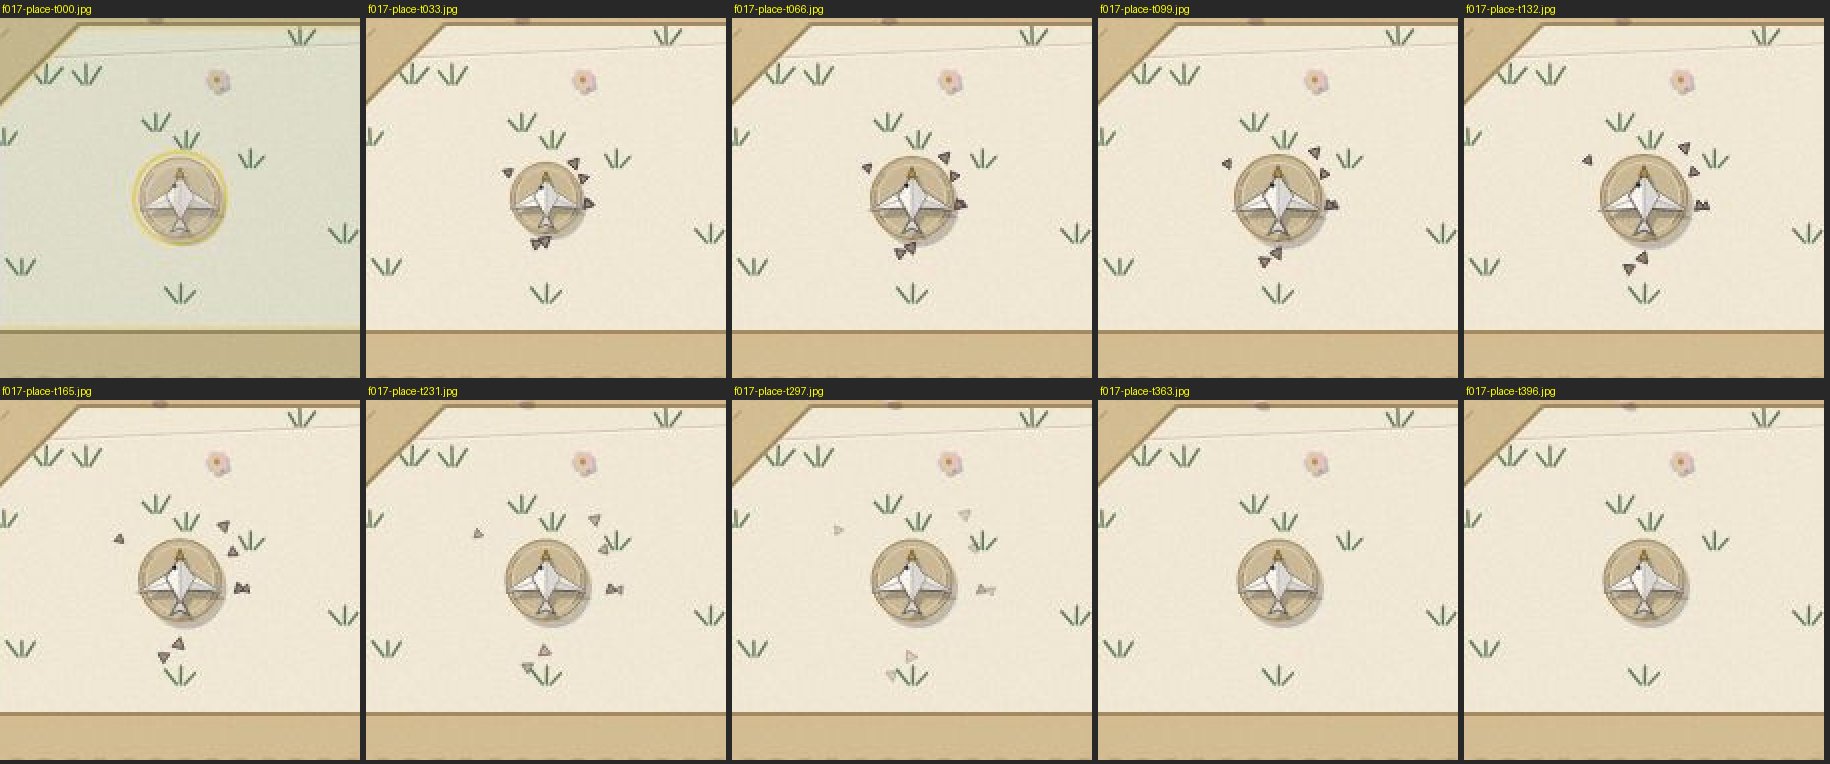 f017-place-t000.jpg
f017-place-t033.jpg
f017-place-t066.jpg
f017-place-t099.jpg
f017-place-t132.jpg
f017-place-t165.jpg
f017-place-t231.jpg
f017-place-t297.jpg
f017-place-t363.jpg
f017-place-t396.jpg